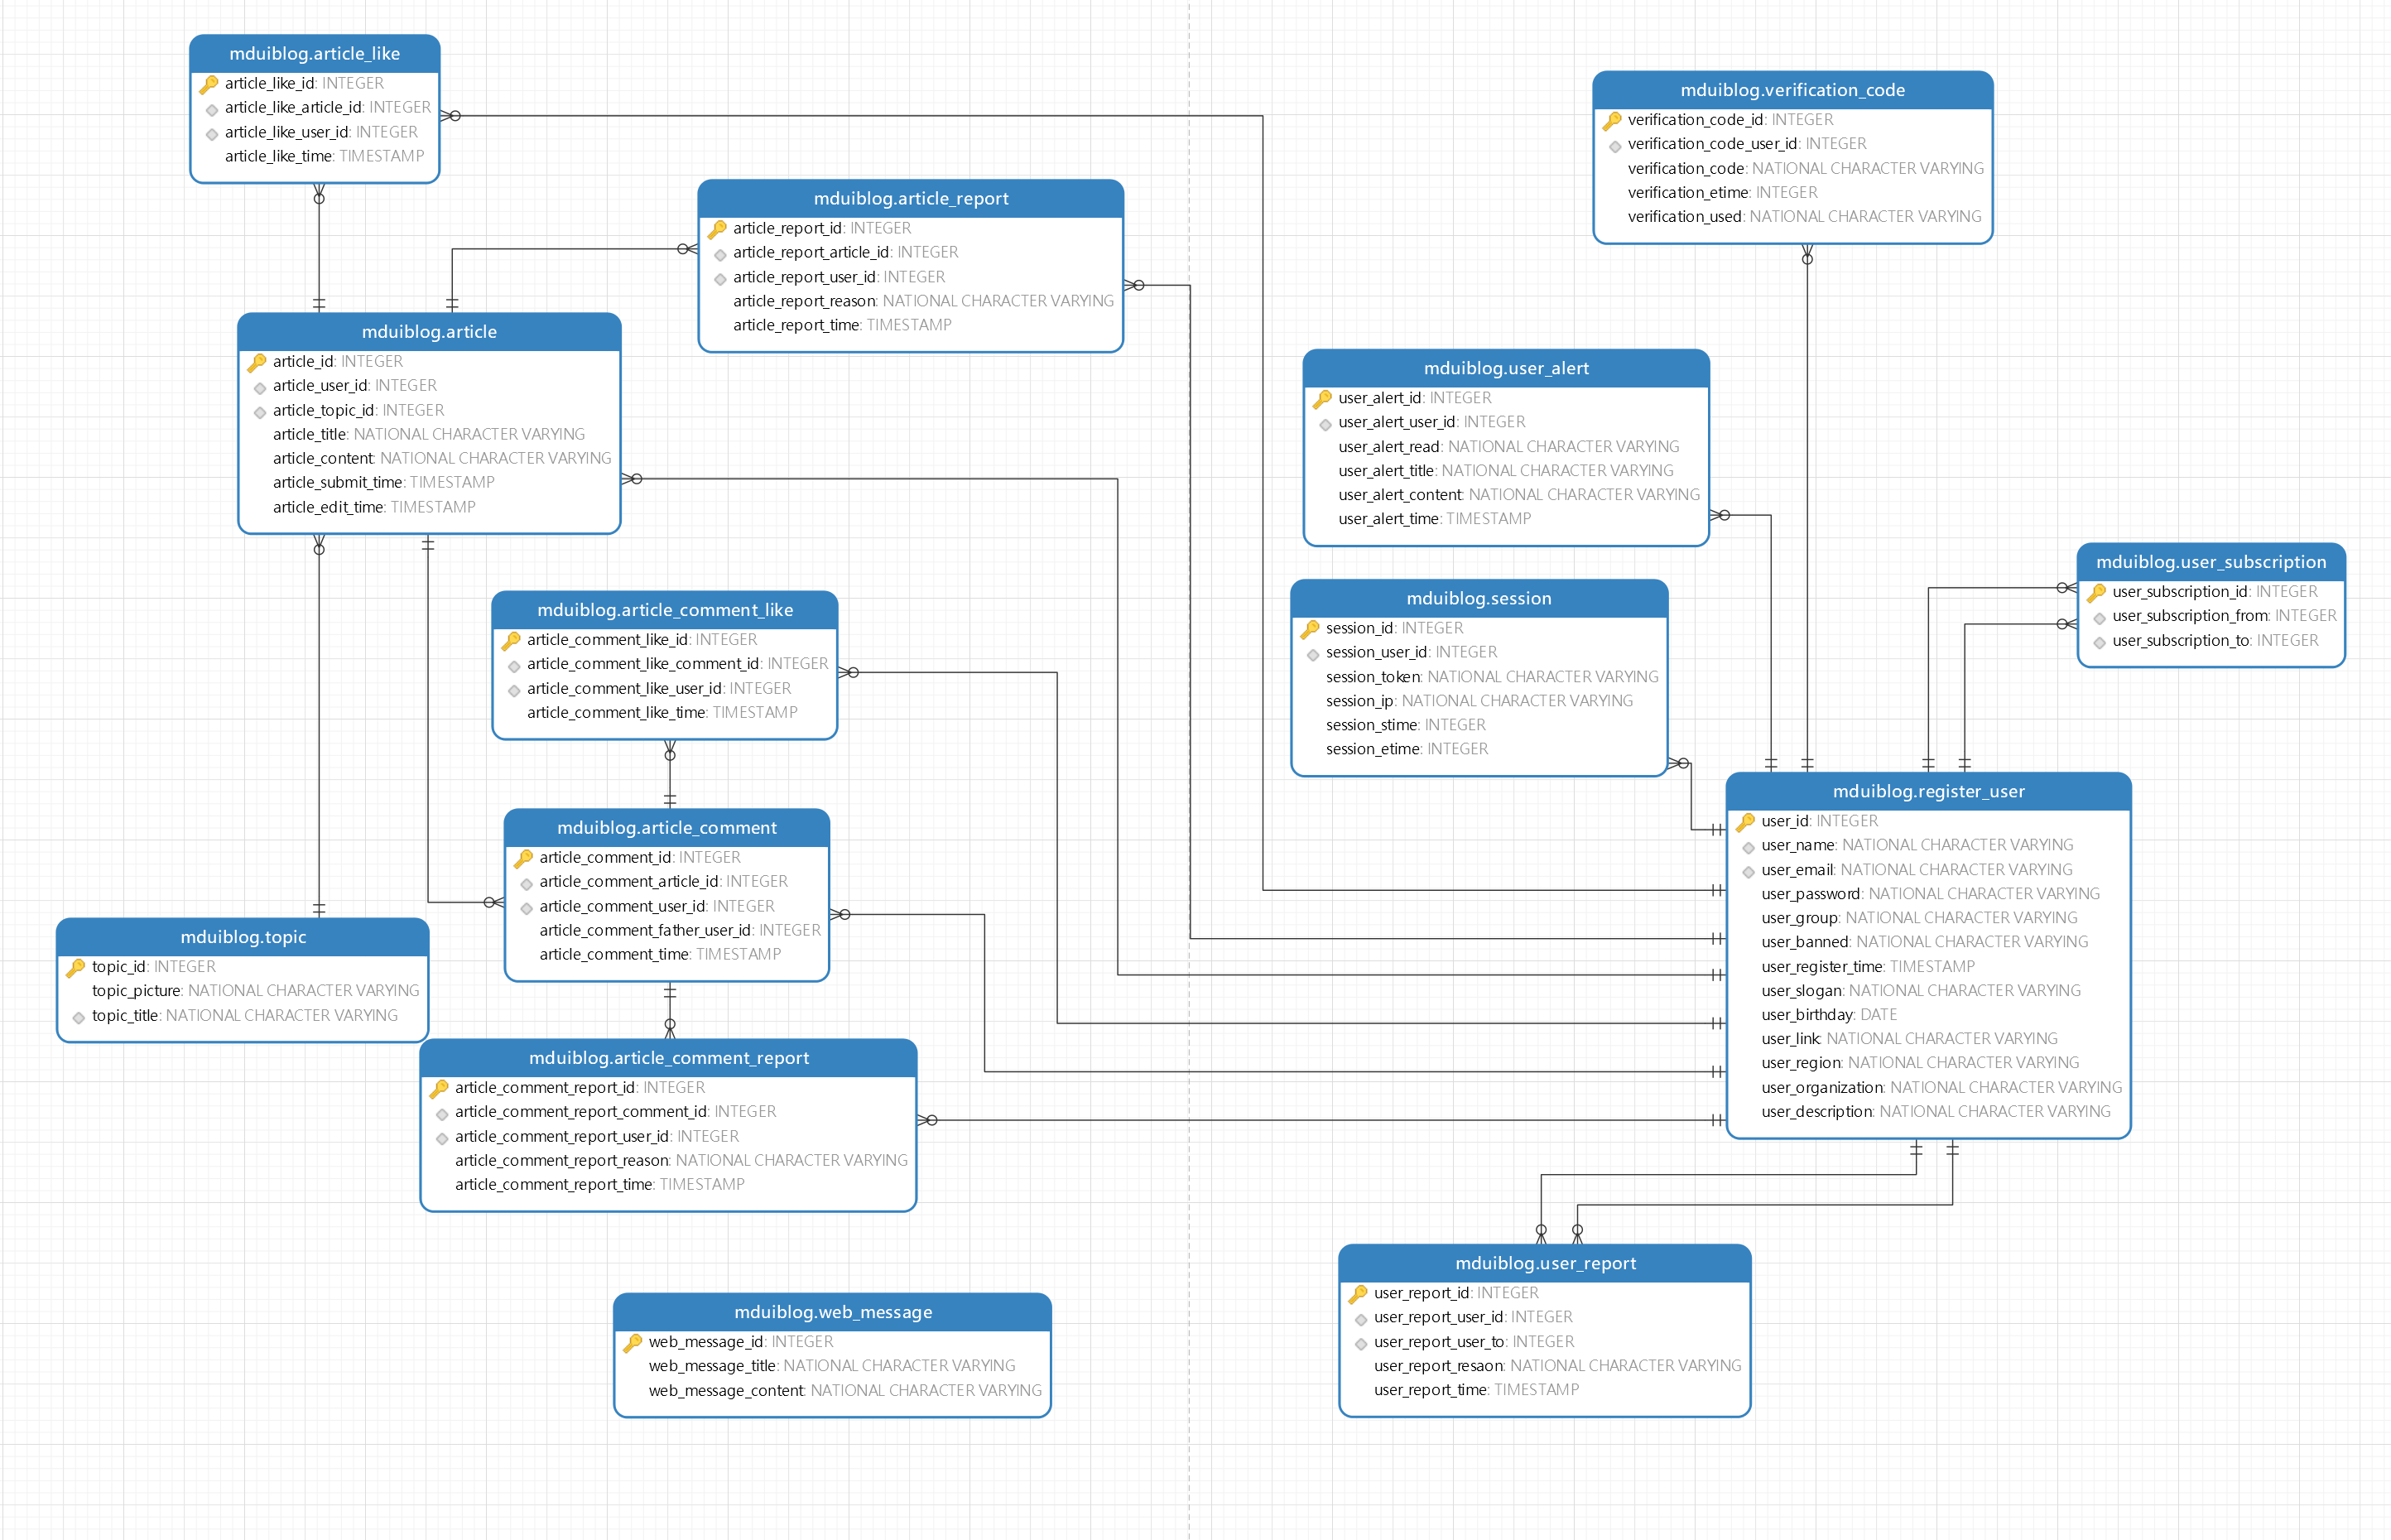 mduiblog.article_like
article_like_id: INTEGER
article_like_article_id: INTEGER
article_like_user_id: INTEGER
article_like_time: TIMESTAMP
mduiblog.verification_code
verification_code_id: INTEGER
verification_code_user_id: INTEGER
verification_code: NATIONAL CHARACTER VARYING
verification_etime: INTEGER
verification_used: NATIONAL CHARACTER VARYING
mduiblog.article_report
article_report_id: INTEGER
article_report_article_id: INTEGER
article_report_user_id: INTEGER
article_report_reason: NATIONAL CHARACTER VARYING
article_report_time: TIMESTAMP
mduiblog.article
article_id: INTEGER
article_user_id: INTEGER
article_topic_id: INTEGER
article_title: NATIONAL CHARACTER VARYING
article_content: NATIONAL CHARACTER VARYING
article_submit_time: TIMESTAMP
article_edit_time: TIMESTAMP
mduiblog.user_alert
user_alert_id: INTEGER
user_alert_user_id: INTEGER
user_alert_read: NATIONAL CHARACTER VARYING
user_alert_title: NATIONAL CHARACTER VARYING
user_alert_content: NATIONAL CHARACTER VARYING
user_alert_time: TIMESTAMP
mduiblog.user_subscription
user_subscription_id: INTEGER
user_subscription_from: INTEGER
user_subscription_to: INTEGER
mduiblog.session
session_id: INTEGER
session_user_id: INTEGER
session_token: NATIONAL CHARACTER VARYING
session_ip: NATIONAL CHARACTER VARYING
session_stime: INTEGER
session_etime: INTEGER
mduiblog.article_comment_like
article_comment_like_id: INTEGER
article_comment_like_comment_id: INTEGER
article_comment_like_user_id: INTEGER
article_comment_like_time: TIMESTAMP
mduiblog.register_user
user_id: INTEGER
user_name: NATIONAL CHARACTER VARYING
user_email: NATIONAL CHARACTER VARYING
user_password: NATIONAL CHARACTER VARYING
user_group: NATIONAL CHARACTER VARYING
user_banned: NATIONAL CHARACTER VARYING
user_register_time: TIMESTAMP
user_slogan: NATIONAL CHARACTER VARYING
user_birthday: DATE
user_link: NATIONAL CHARACTER VARYING
user_region: NATIONAL CHARACTER VARYING
user_organization: NATIONAL CHARACTER VARYING
user_description: NATIONAL CHARACTER VARYING
mduiblog.article_comment
article_comment_id: INTEGER
article_comment_article_id: INTEGER
article_comment_user_id: INTEGER
article_comment_father_user_id: INTEGER
article_comment_time: TIMESTAMP
mduiblog.topic
topic_id: INTEGER
topic_picture: NATIONAL CHARACTER VARYING
topic_title: NATIONAL CHARACTER VARYING
mduiblog.article_comment_report
article_comment_report_id: INTEGER
article_comment_report_comment_id: INTEGER
article_comment_report_user_id: INTEGER
article_comment_report_reason: NATIONAL CHARACTER VARYING
article_comment_report_time: TIMESTAMP
mduiblog.user_report
user_report_id: INTEGER
user_report_user_id: INTEGER
user_report_user_to: INTEGER
user_report_resaon: NATIONAL CHARACTER VARYING
user_report_time: TIMESTAMP
mduiblog.web_message
web_message_id: INTEGER
web_message_title: NATIONAL CHARACTER VARYING
web_message_content: NATIONAL CHARACTER VARYING